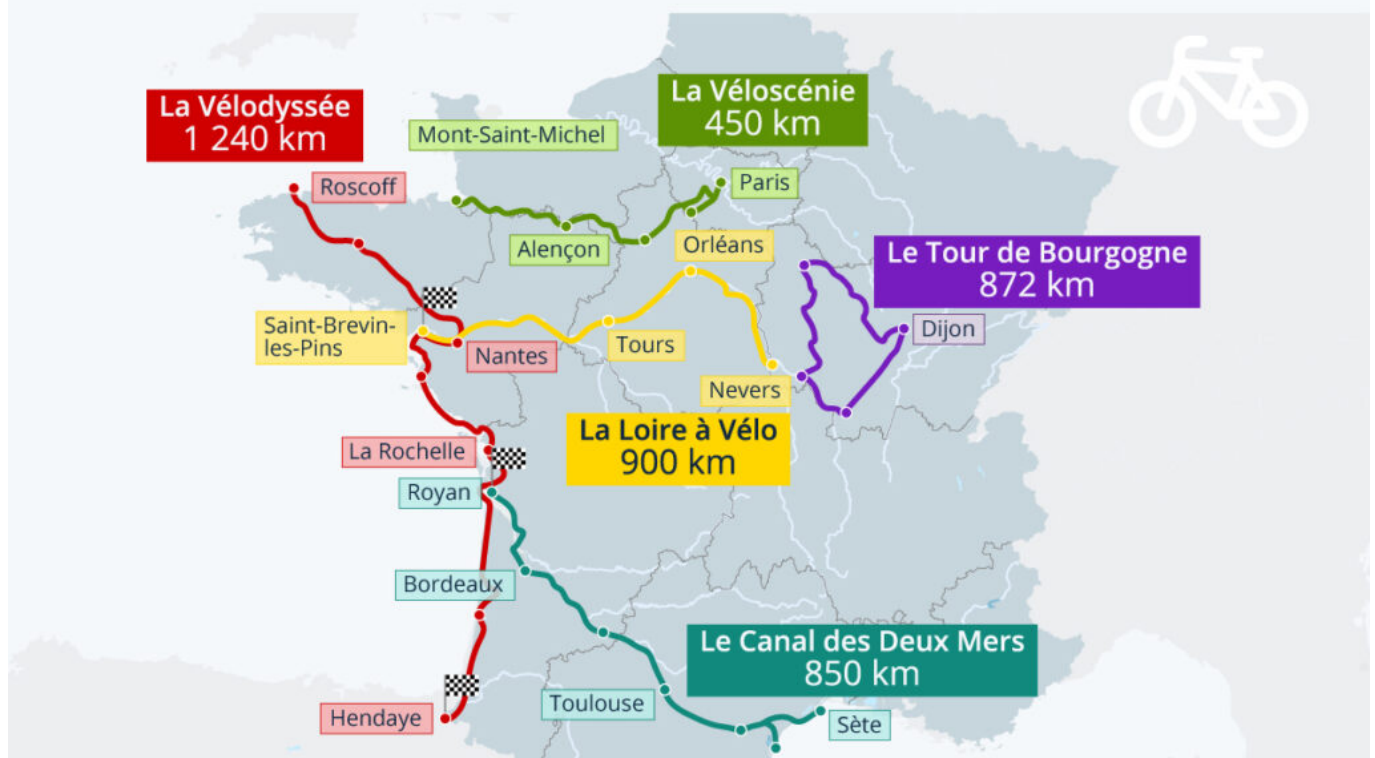 La Vélodyssée
1 240 km
La Véloscénie
450 km
Mont-Saint-Michel
Roscoff
Paris
Alençon
Orléans
Le Tour de Bourgogne
872 km
Saint-Brevin-
les-Pins
Dijon
Tours
Nantes
Nevers
La Loire à Vélo
900 km
La Rochelle
Royan
Bordeaux
Le Canal des Deux Mers
850 km
Toulouse
Hendaye
Sète